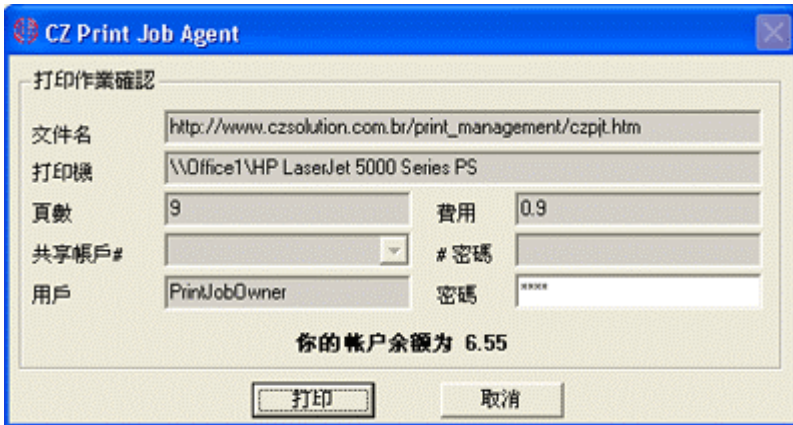 CZ Print Job Agent
打印作業確認
文件名 http://www.czsolution.com.br/print_management/czpjt.htm
打印機 \\Office1\HP LaserJet 5000 Series PS
頁數 9 費用 0.9
共享帳戶# #密碼
用戶 PrintJobOwner 密碼 ****
你的帐户余额为 6.55
打印 取消